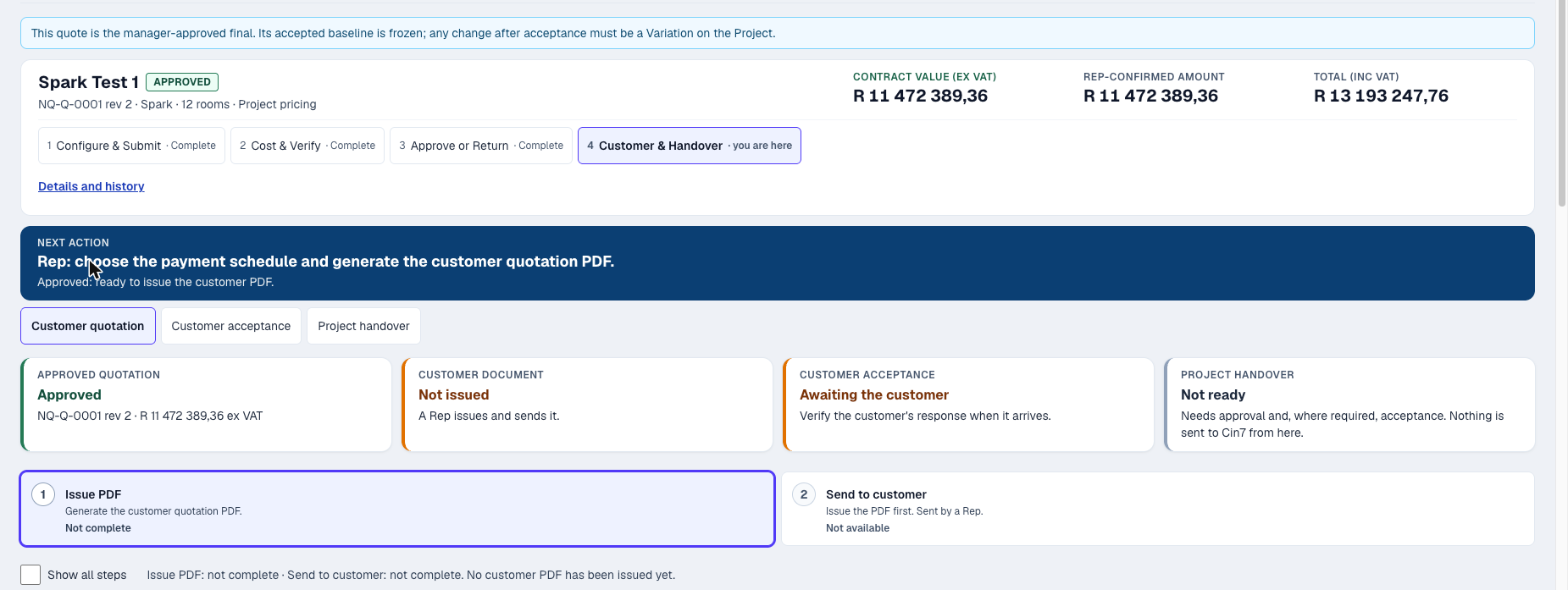 This quote is the manager-approved final. Its accepted baseline is frozen; any change after acceptance must be a Variation on the Project.
Spark Test 1 APPROVED
NQ-Q-0001 rev 2 · Spark · 12 rooms · Project pricing
CONTRACT VALUE (EX VAT)
R 11 472 389,36
REP-CONFIRMED AMOUNT
R 11 472 389,36
TOTAL (INC VAT)
R 13 193 247,76
1 Configure & Submit · Complete
2 Cost & Verify · Complete
3 Approve or Return · Complete
4 Customer & Handover · you are here
Details and history
NEXT ACTION
Rep: choose the payment schedule and generate the customer quotation PDF.
Approved: ready to issue the customer PDF.
Customer quotation
Customer acceptance
Project handover
APPROVED QUOTATION
Approved
NQ-Q-0001 rev 2 · R 11 472 389,36 ex VAT
CUSTOMER DOCUMENT
Not issued
A Rep issues and sends it.
CUSTOMER ACCEPTANCE
Awaiting the customer
Verify the customer's response when it arrives.
PROJECT HANDOVER
Not ready
Needs approval and, where required, acceptance. Nothing is
sent to Cin7 from here.
1 Issue PDF
Generate the customer quotation PDF.
Not complete
2 Send to customer
Issue the PDF first. Sent by a Rep.
Not available
Show all steps
Issue PDF: not complete · Send to customer: not complete. No customer PDF has been issued yet.